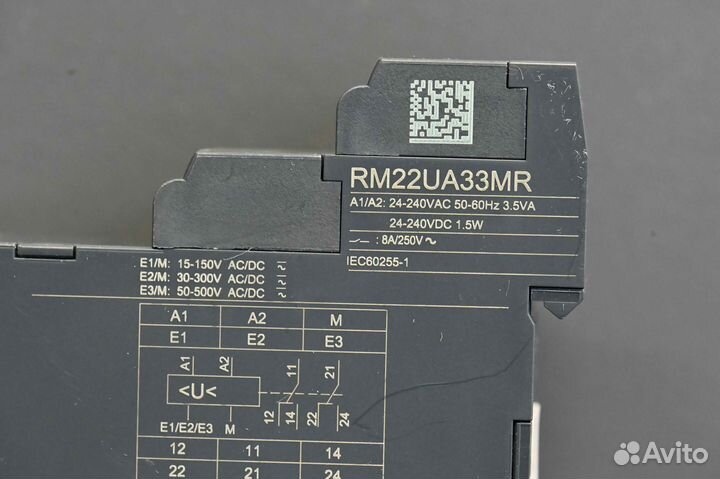 RM22UA33MR
A1/A2: 24-240VAC 50-60Hz 3.5VA
24-240VDC 1.5W
: 8A/250V ~
IEC60255-1
E1/M: 15-150V AC/DC
E2/M: 30-300V AC/DC
E3/M: 50-500V AC/DC
A1 A2 M
E1 E2 E3
A1 A2 11 21
<U<
12 14 22 24
E1/E2/E3 M
12 11 14
22 21 24
Avito